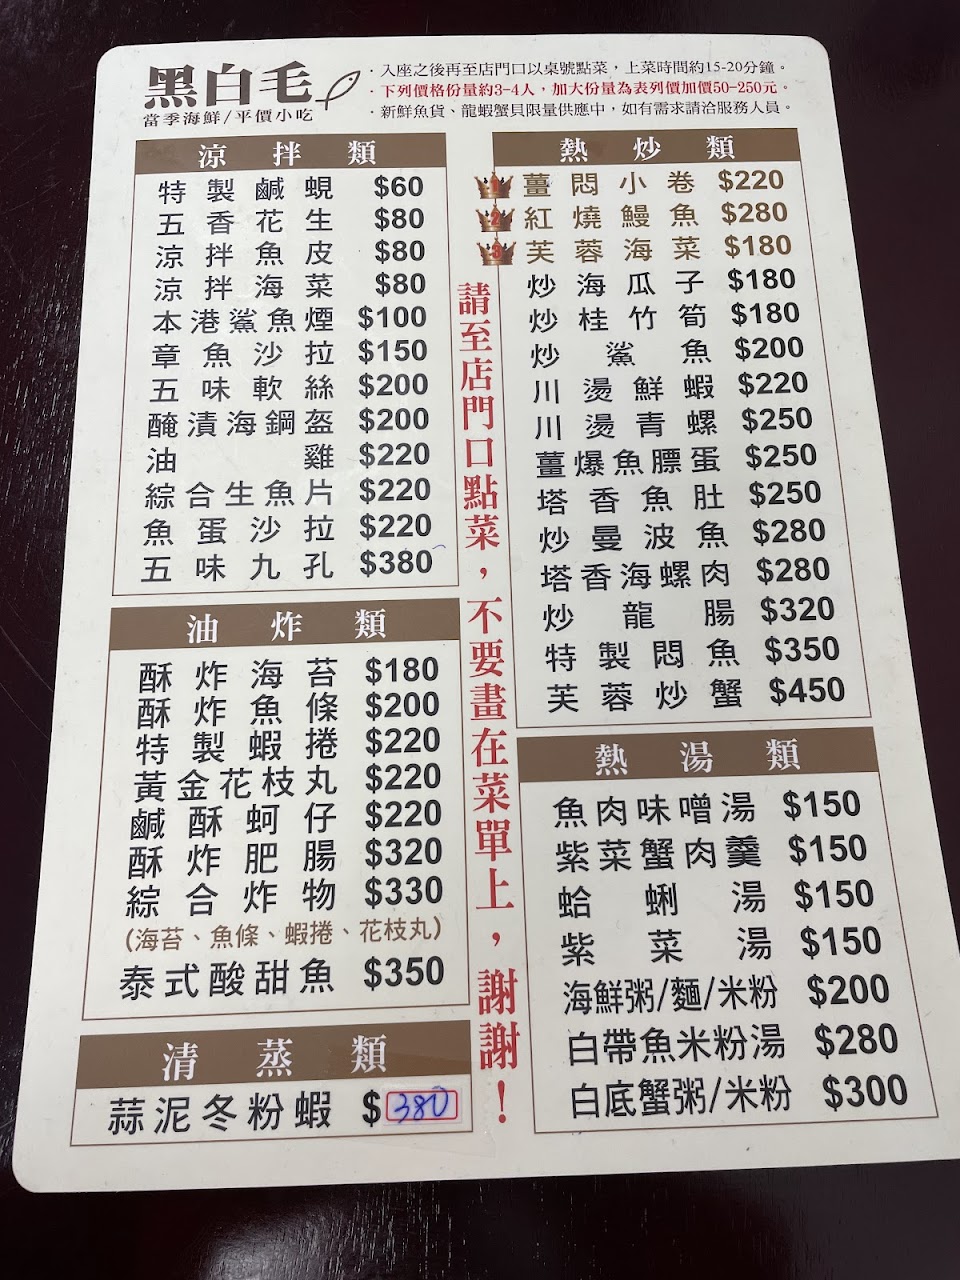 黑白毛
當季海鮮/平價小吃
·入座之後再至店門口以桌號點菜，上菜時間約15-20分鐘。
·下列價格份量約3-4人，加大份量為表列價加價50-250元。
·新鮮魚貨、龍蝦蟹貝限量供應中，如有需求請洽服務人員。
涼拌類
特製鹹蜆 $60
五香花生 $80
涼拌魚皮 $80
涼拌海菜 $80
本港鯊魚煙 $100
章魚沙拉 $150
五味軟絲 $200
醃漬海鋼盔 $200
油雞 $220
綜合生魚片 $220
魚蛋沙拉 $220
五味九孔 $380
油炸類
酥炸海苔 $180
酥炸魚條 $200
特製蝦捲 $220
黃金花枝丸 $220
鹹酥蚵仔 $220
酥炸肥腸 $320
綜合炸物 $330
(海苔、魚條、蝦捲、花枝丸)
泰式酸甜魚 $350
清蒸類
蒜泥冬粉蝦 $380
請至店門口點菜，不要畫在菜單上，謝謝！
熱炒類
1 薑悶小卷 $220
2 紅燒鰻魚 $280
3 芙蓉海菜 $180
炒海瓜子 $180
炒桂竹筍 $180
炒鯊魚 $200
川燙鮮蝦 $220
川燙青螺 $250
薑爆魚膘蛋 $250
塔香魚肚 $250
炒曼波魚 $280
塔香海螺肉 $280
炒龍腸 $320
特製悶魚 $350
芙蓉炒蟹 $450
熱湯類
魚肉味噌湯 $150
紫菜蟹肉羹 $150
蛤蜊湯 $150
紫菜湯 $150
海鮮粥/麵/米粉 $200
白帶魚米粉湯 $280
白底蟹粥/米粉 $300